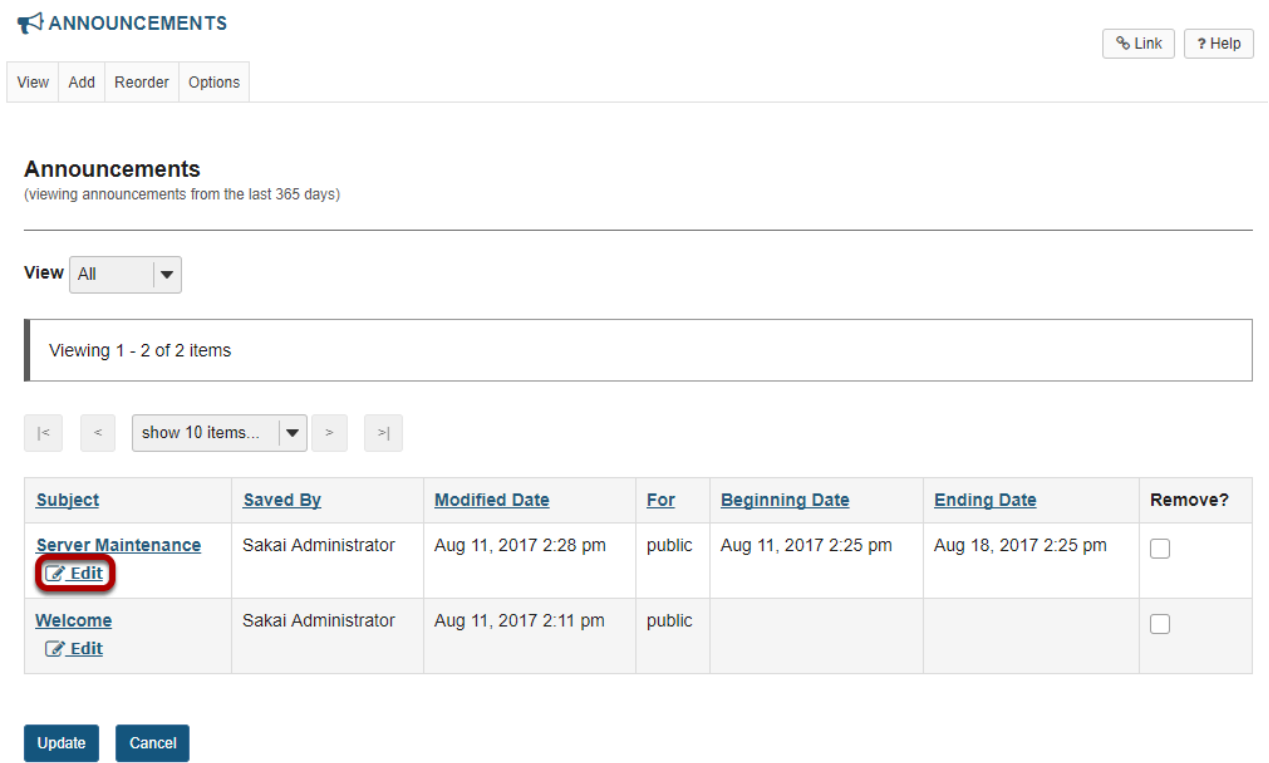 ANNOUNCEMENTS
Link ? Help
View Add Reorder Options
Announcements
(viewing announcements from the last 365 days)
View All
Viewing 1 - 2 of 2 items
|< < show 10 items... > >|
Subject Saved By Modified Date For Beginning Date Ending Date Remove?
Server Maintenance Sakai Administrator Aug 11, 2017 2:28 pm public Aug 11, 2017 2:25 pm Aug 18, 2017 2:25 pm
Edit
Welcome Sakai Administrator Aug 11, 2017 2:11 pm public
Edit
Update Cancel